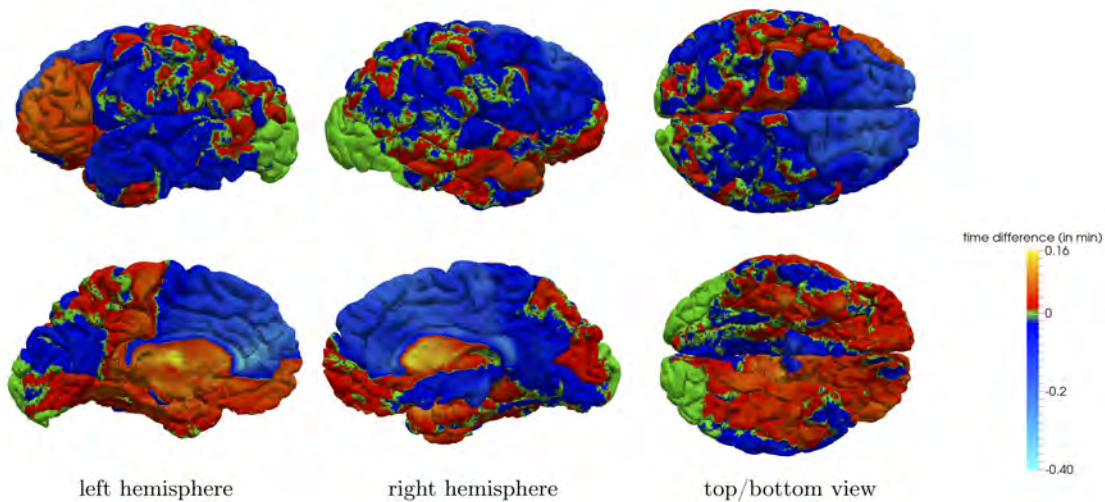 time difference (in min)
0.16
0
-0.2
-0.40
left hemisphere
right hemisphere
top/bottom view